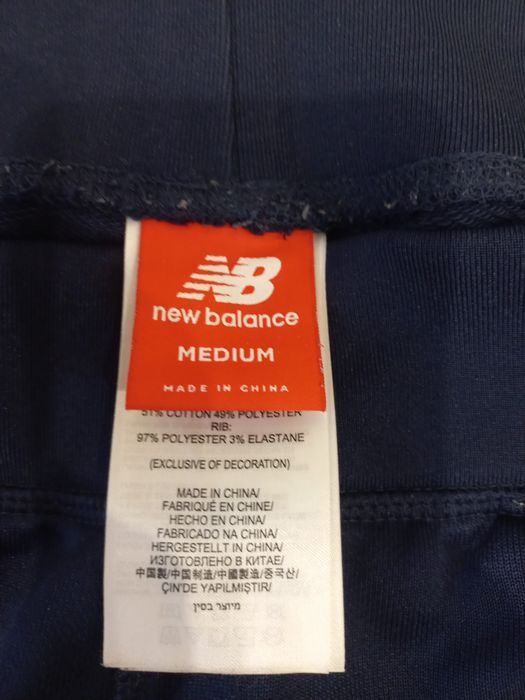 NB
new balance
MEDIUM
MADE IN CHINA
51% COTTON 49% POLYESTER
RIB:
97% POLYESTER 3% ELASTANE
(EXCLUSIVE OF DECORATION)
MADE IN CHINA/
FABRIQUÉ EN CHINE/
HECHO EN CHINA/
FABRICADO NA CHINA/
HERGESTELLT IN CHINA/
ИЗГОТОВЛЕНО В КИТАЕ/
中国製/中国制造/中國製造/중국산/
ÇİN'DE YAPILMIŞTIR/
מיוצר בסין